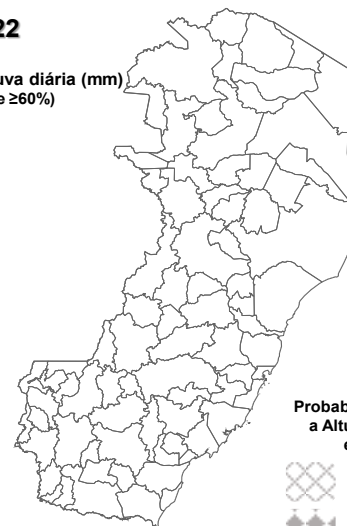 22
uva diária (mm)
e ≥60%)
Probab
a Altu
e